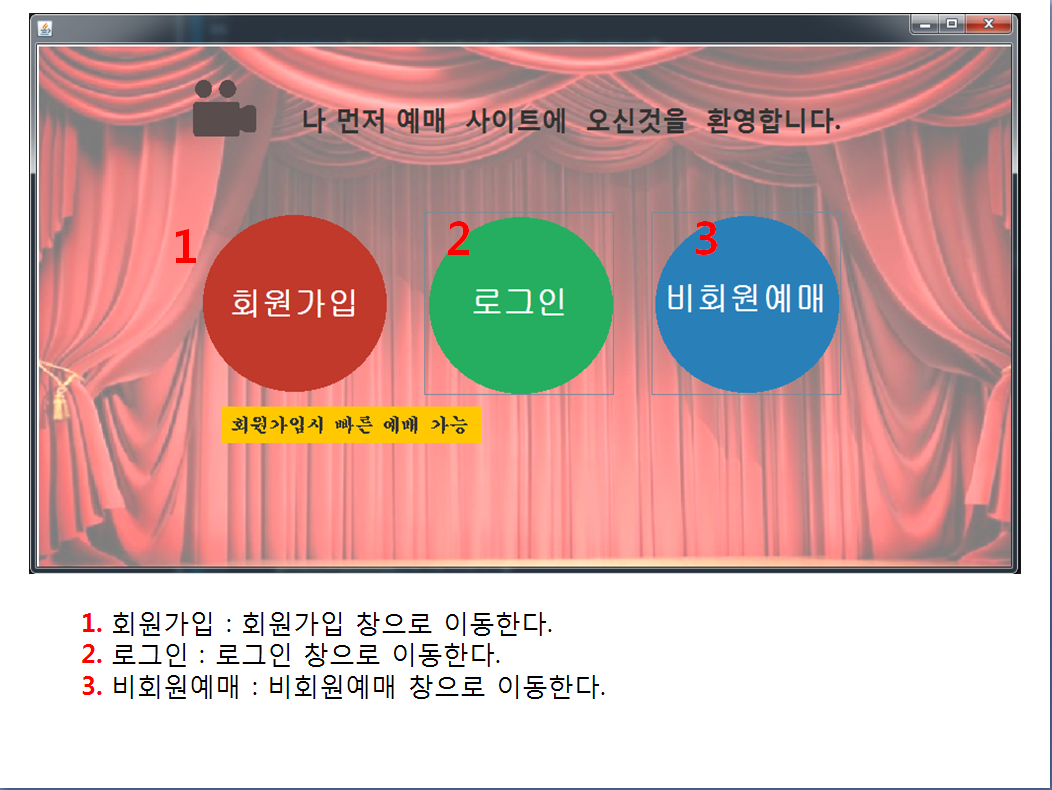 나 먼저 예매 사이트에 오신것을 환영합니다.
1
2
3
회원가입
로그인
비회원예매
회원가입시 빠른 예매 가능
1. 회원가입 : 회원가입 창으로 이동한다.
2. 로그인 : 로그인 창으로 이동한다.
3. 비회원예매 : 비회원예매 창으로 이동한다.